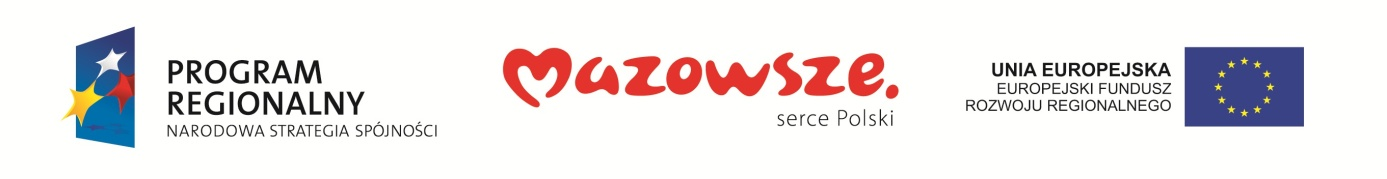 PROGRAM
REGIONALNY
NARODOWA STRATEGIA SPÓJNOŚCI
Mazowsze.
serce Polski
UNIA EUROPEJSKA
EUROPEJSKI FUNDUSZ
ROZWOJU REGIONALNEGO